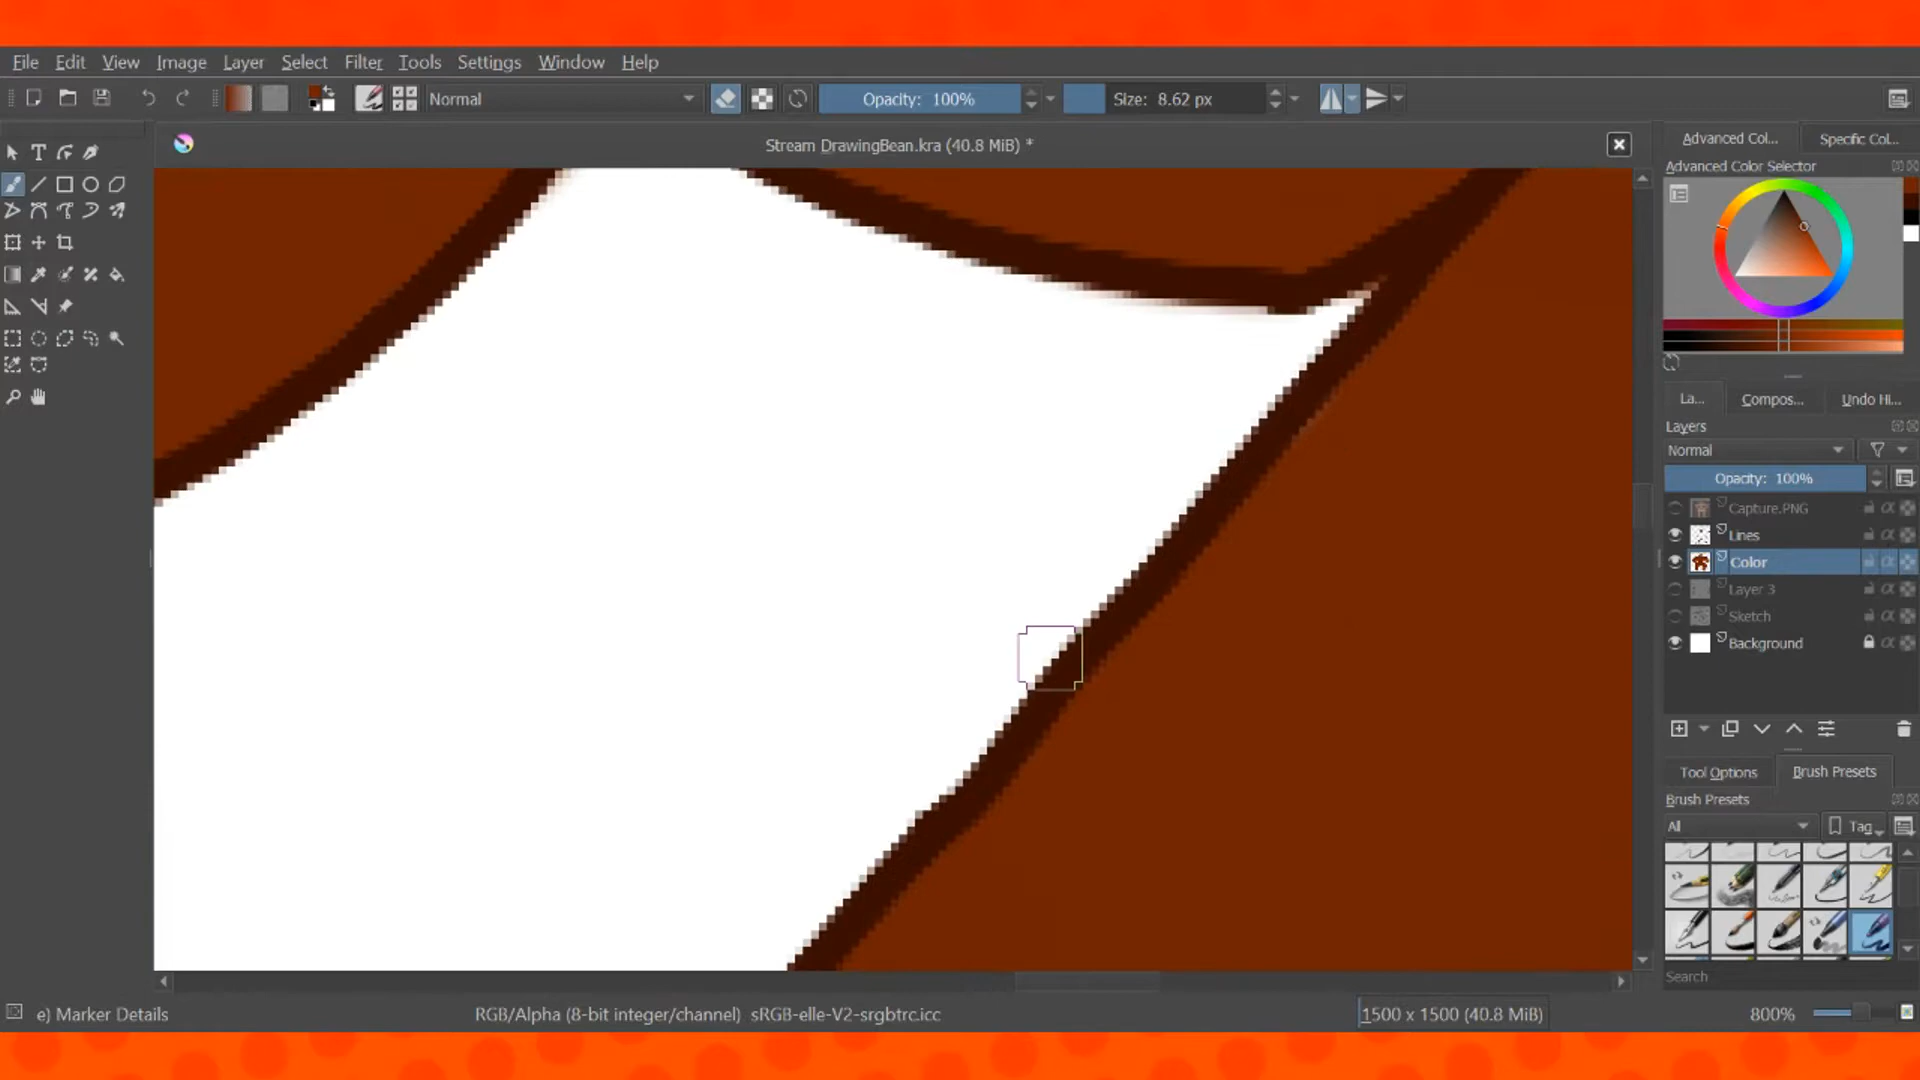 File Edit View Image Layer Select Filter Tools Settings Window Help
Normal Opacity: 100% Size: 8.62 px
Stream DrawingBean.kra (40.8 MiB) *
Advanced Col... Specific Col...
Advanced Color Selector
La... Compos... Undo Hi...
Layers
Normal
Opacity: 100%
Capture.PNG
Lines
Color
Layer 3
Sketch
Background
Tool Options Brush Presets
Brush Presets
All Tag
Search
e) Marker Details RGB/Alpha (8-bit integer/channel) sRGB-elle-V2-srgbtrc.icc 1500 x 1500 (40.8 MiB) 800%